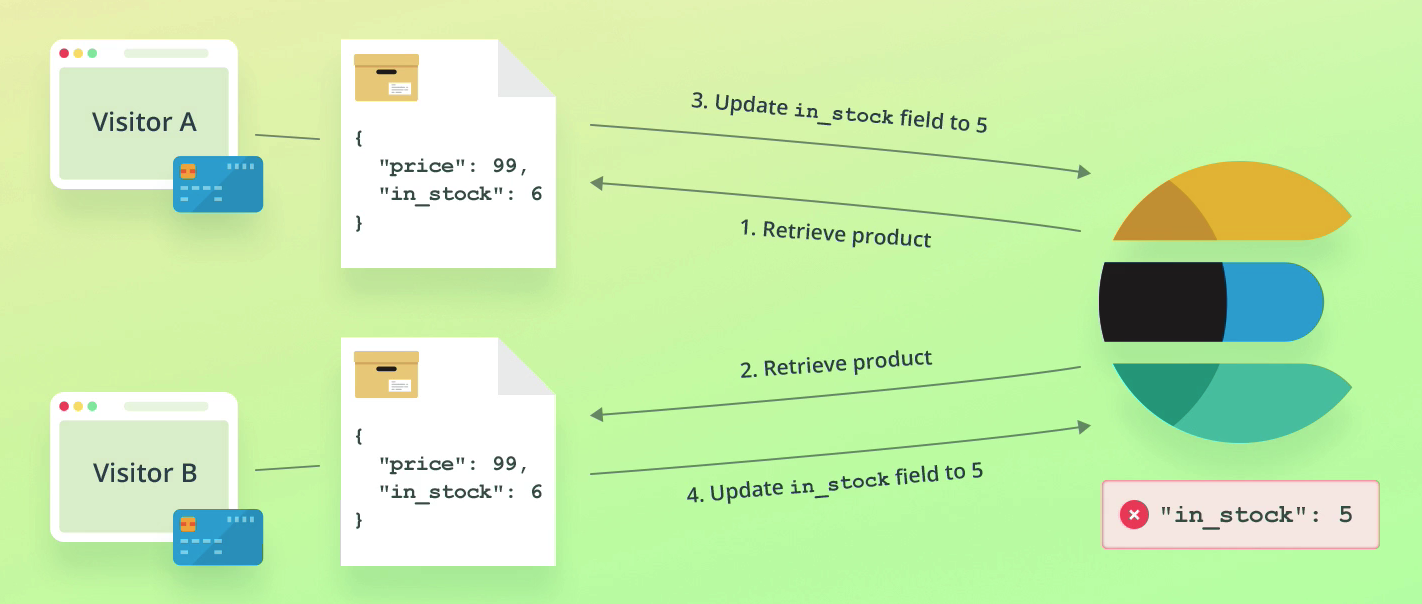 Visitor A
{
"price": 99,
"in_stock": 6
}
3. Update in_stock field to 5
1. Retrieve product
2. Retrieve product
Visitor B
{
"price": 99,
"in_stock": 6
}
4. Update in_stock field to 5
"in_stock": 5